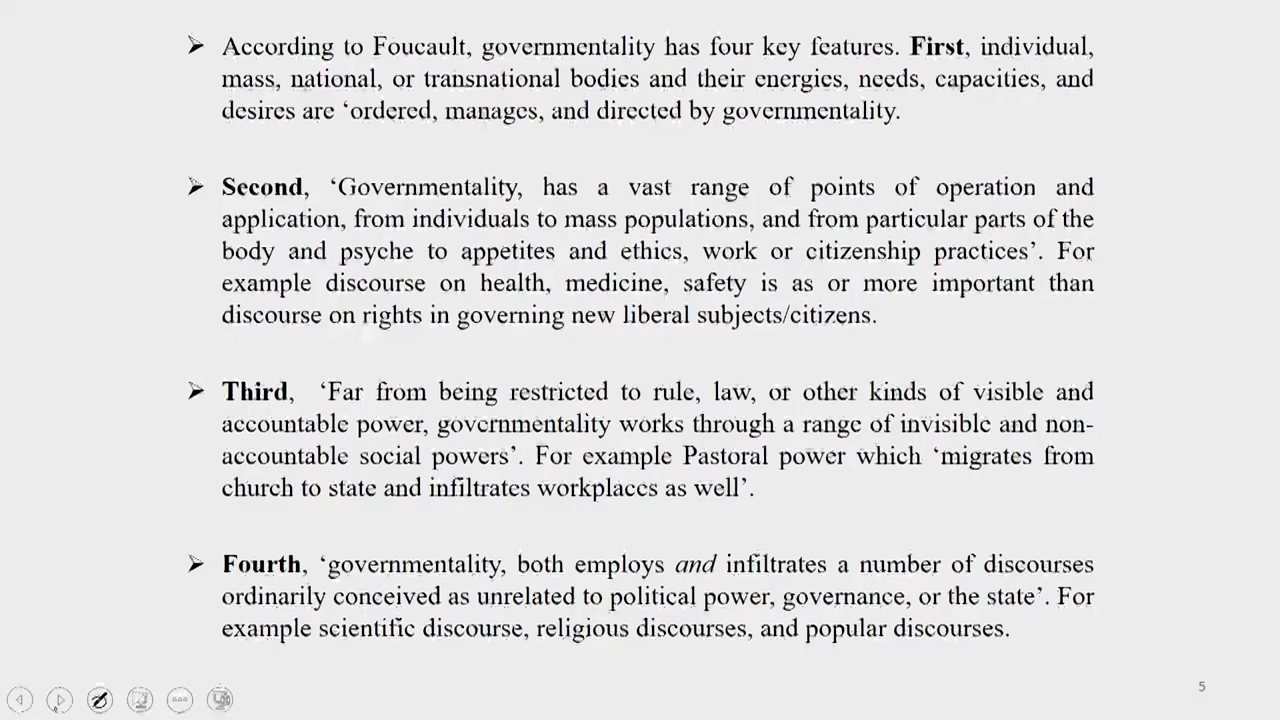 ➢ According to Foucault, governmentality has four key features. First, individual,
mass, national, or transnational bodies and their energies, needs, capacities, and
desires are ‘ordered, manages, and directed by governmentality.
➢ Second, ‘Governmentality, has a vast range of points of operation and
application, from individuals to mass populations, and from particular parts of the
body and psyche to appetites and ethics, work or citizenship practices’. For
example discourse on health, medicine, safety is as or more important than
discourse on rights in governing new liberal subjects/citizens.
➢ Third, ‘Far from being restricted to rule, law, or other kinds of visible and
accountable power, governmentality works through a range of invisible and non-
accountable social powers’. For example Pastoral power which ‘migrates from
church to state and infiltrates workplaces as well’.
➢ Fourth, ‘governmentality, both employs and infiltrates a number of discourses
ordinarily conceived as unrelated to political power, governance, or the state’. For
example scientific discourse, religious discourses, and popular discourses.
5